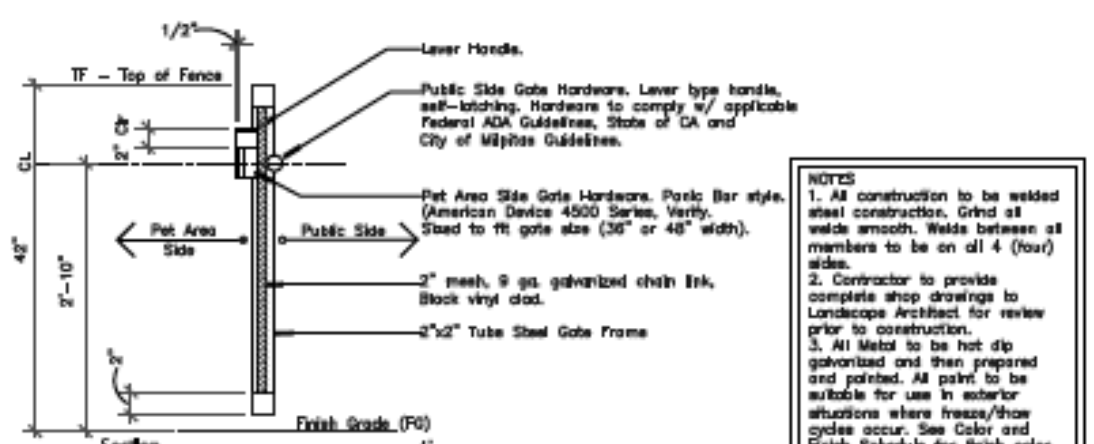 1/2"
Lever Handle.
TF - Top of Fence
Public Side Gate Hardware. Lever type handle,
self-latching. Hardware to comply w/ applicable
Federal ADA Guidelines, State of CA and
City of Milpitas Guidelines.
2" Clr
CL
Pet Area Side Gate Hardware. Panic Bar style.
(American Device 4500 Series, Verify.
Sized to fit gate size (36" or 48" width).
Pet Area
Side
Public Side
42"
2'-10"
2" mesh, 9 ga. galvanized chain link,
Black vinyl clad.
2"x2" Tube Steel Gate Frame
2"
Finish Grade (FG)
Section
NOTES
1. All construction to be welded
steel construction. Grind all
welds smooth. Welds between all
members to be on all 4 (four)
sides.
2. Contractor to provide
complete shop drawings to
Landscape Architect for review
prior to construction.
3. All Metal to be hot dip
galvanized and then prepared
and painted. All paint to be
suitable for use in exterior
situations where freeze/thaw
cycles occur. See Color and
Finish Schedule for finish color